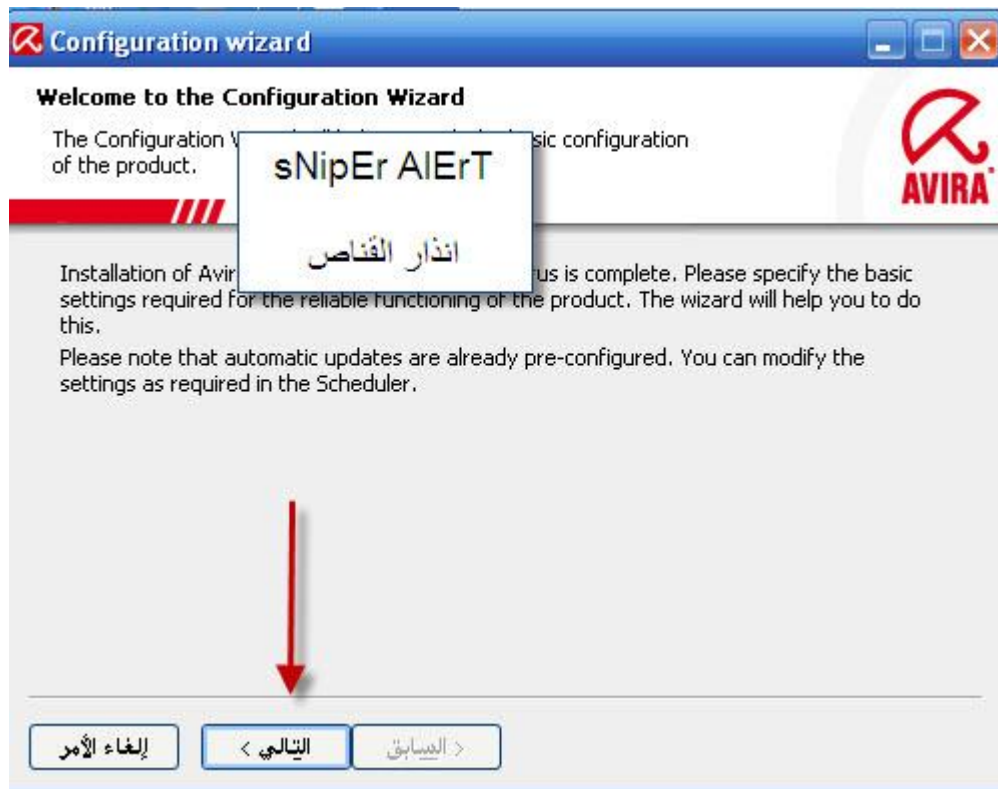 Configuration wizard
Welcome to the Configuration Wizard
The Configuration sic configuration
of the product.
AVIRA
sNipEr AlErT
انذار القناص
Installation of Avir us is complete. Please specify the basic
settings required for the reliable functioning of the product. The wizard will help you to do
this.
Please note that automatic updates are already pre-configured. You can modify the
settings as required in the Scheduler.
< السابق
التالي >
إلغاء الأمر